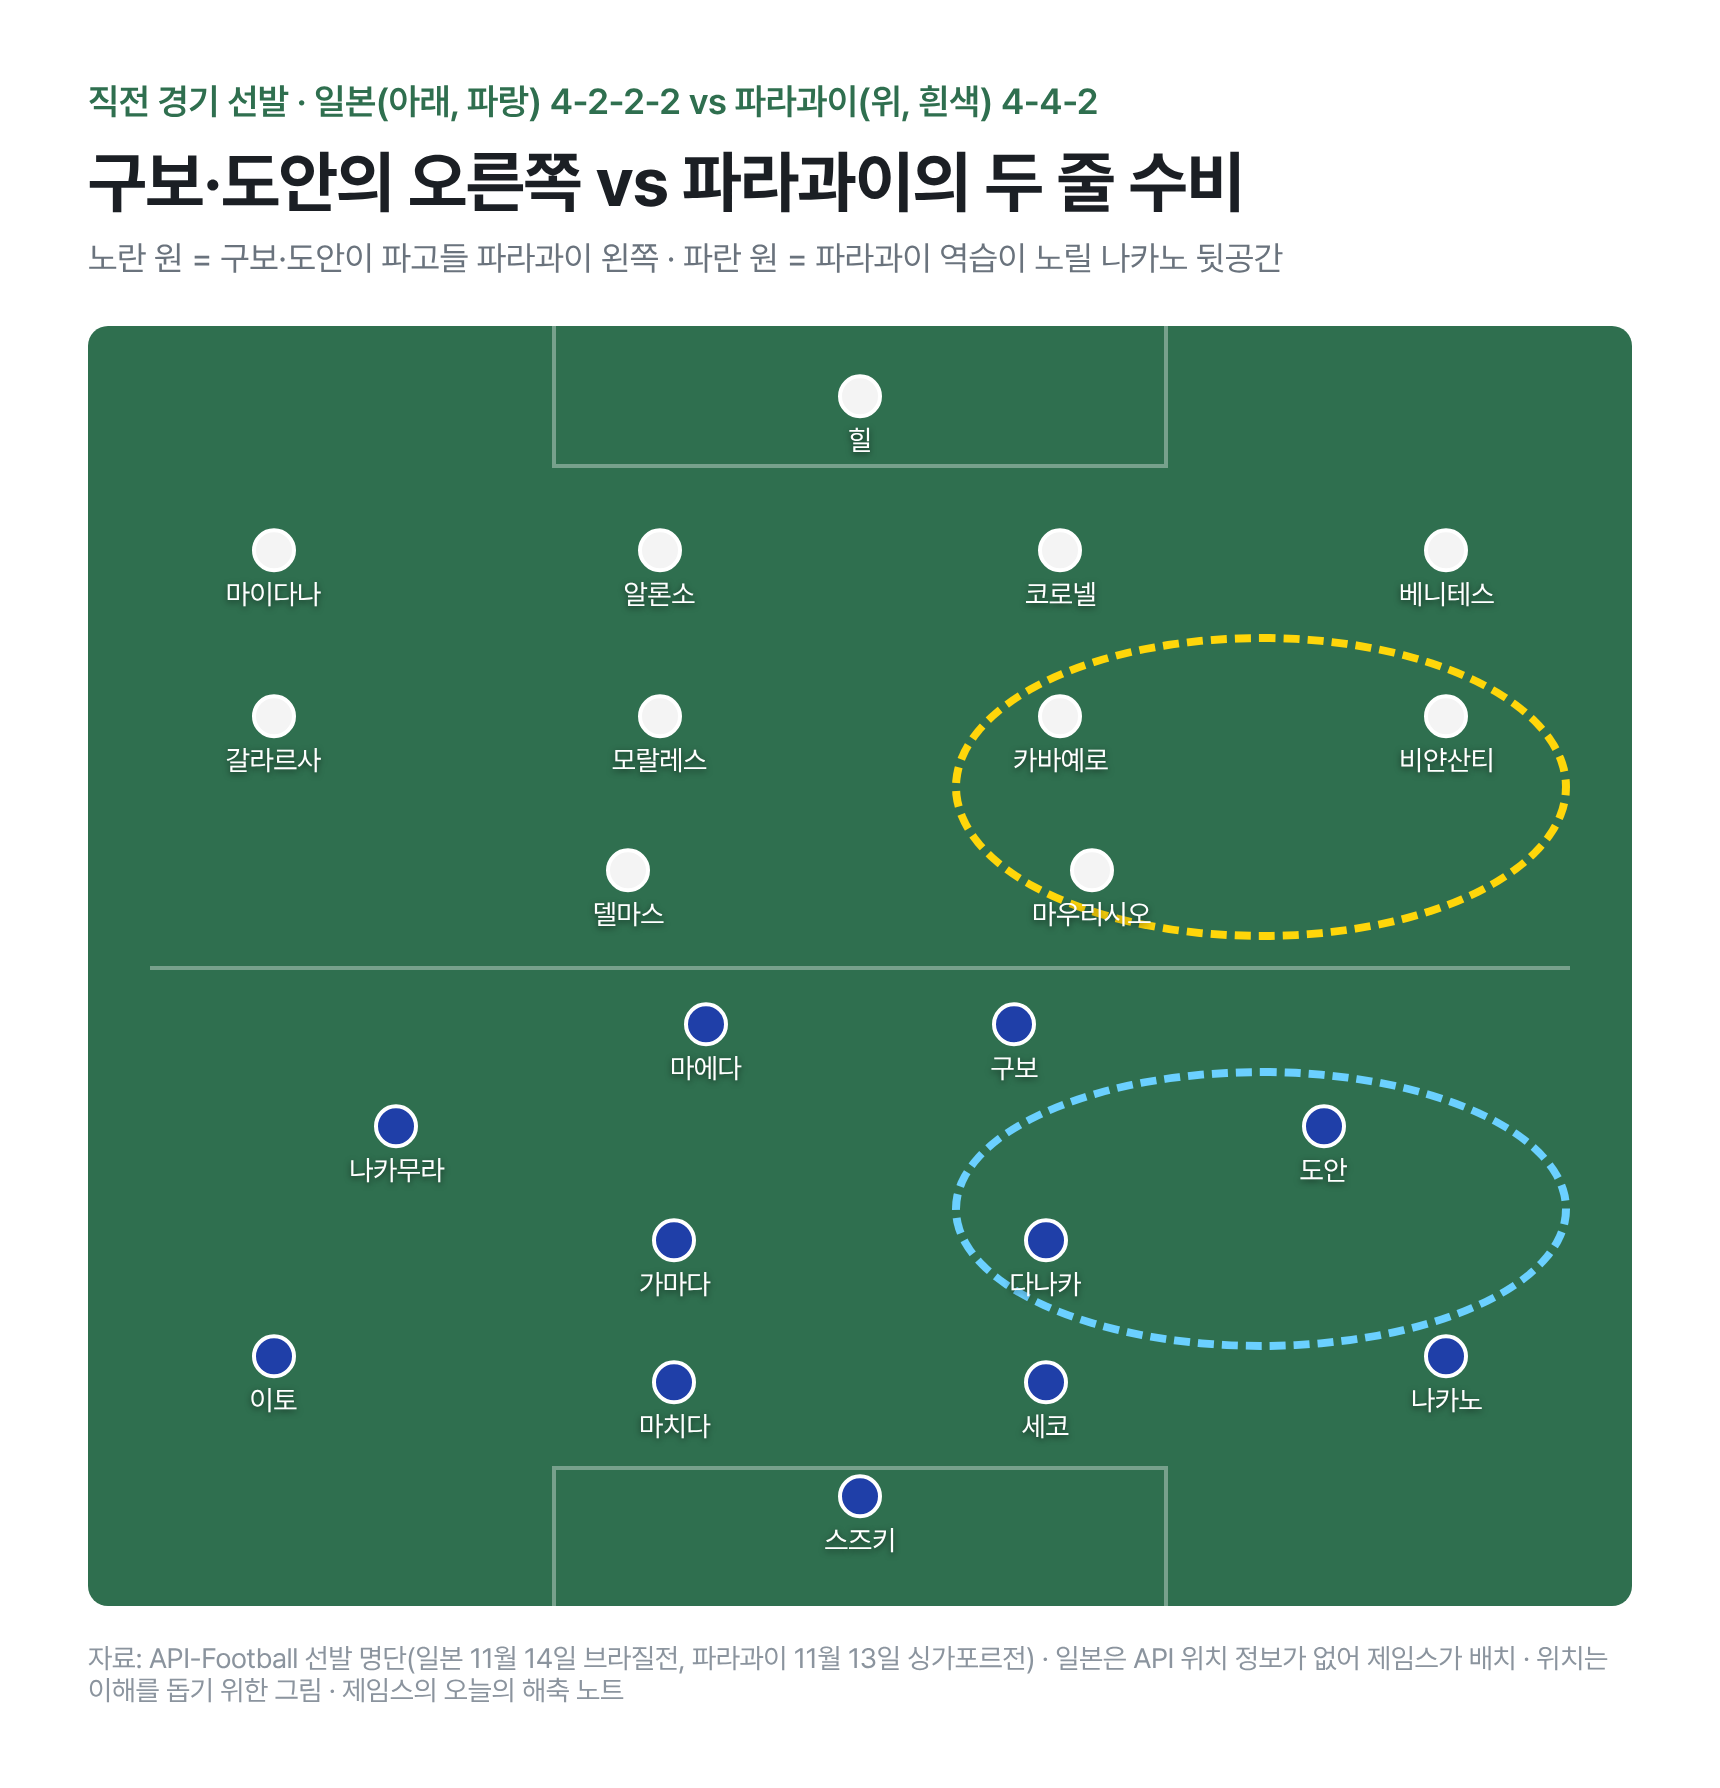 직전 경기 선발 · 일본(아래, 파랑) 4-2-2-2 vs 파라과이(위, 흰색) 4-4-2
구보·도안의 오른쪽 vs 파라과이의 두 줄 수비
노란 원 = 구보·도안이 파고들 파라과이 왼쪽 · 파란 원 = 파라과이 역습이 노릴 나카노 뒷공간
힐
마이다나 알론소 코로넬 베니테스
갈라르사 모랄레스 카바예로 비얀산티
델마스 마우리시오
마에다 구보
나카무라 도안
가마다 다나카
이토 나카노
마치다 세코
스즈키
자료: API-Football 선발 명단(일본 11월 14일 브라질전, 파라과이 11월 13일 싱가포르전) · 일본은 API 위치 정보가 없어 제임스가 배치 · 위치는
이해를 돕기 위한 그림 · 제임스의 오늘의 해축 노트